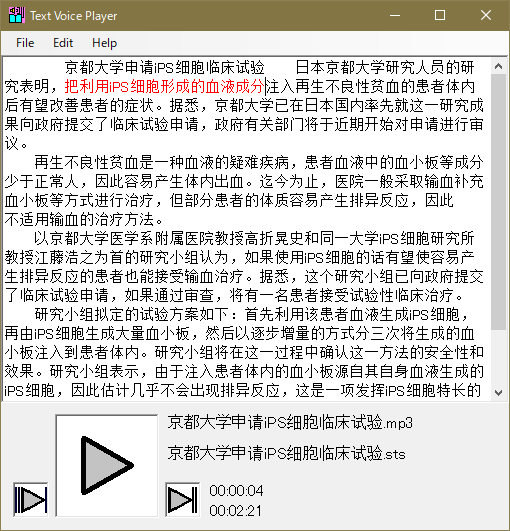 Text Voice Player
File Edit Help
京都大学申请iPS细胞临床试验 日本京都大学研究人员的研
究表明，把利用iPS细胞形成的血液成分注入再生不良性贫血的患者体内
后有望改善患者的症状。据悉，京都大学已在日本国内率先就这一研究成
果向政府提交了临床试验申请，政府有关部门将于近期开始对申请进行审
议。
再生不良性贫血是一种血液的疑难疾病，患者血液中的血小板等成分
少于正常人，因此容易产生体内出血。迄今为止，医院一般采取输血补充
血小板等方式进行治疗，但部分患者的体质容易产生排异反应，因此
不适用输血的治疗方法。
以京都大学医学系附属医院教授高折晃史和同一大学iPS细胞研究所
教授江藤浩之为首的研究小组认为，如果使用iPS细胞的话有望使容易产
生排异反应的患者也能接受输血治疗。据悉，这个研究小组已向政府提交
了临床试验申请，如果通过审查，将有一名患者接受试验性临床治疗。
研究小组拟定的试验方案如下：首先利用该患者血液生成iPS细胞，
再由iPS细胞生成大量血小板，然后以逐步增量的方式分三次将生成的血
小板注入到患者体内。研究小组将在这一过程中确认这一方法的安全性和
效果。研究小组表示，由于注入患者体内的血小板源自其自身血液生成的
iPS细胞，因此估计几乎不会出现排异反应，这是一项发挥iPS细胞特长的
京都大学申请iPS细胞临床试验.mp3
京都大学申请iPS细胞临床试验.sts
00:00:04
00:02:21